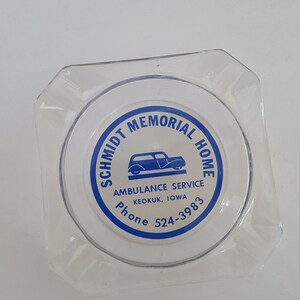 SCHMIDT MEMORIAL HOME
AMBULANCE SERVICE
KEOKUK, IOWA
Phone 524-3983